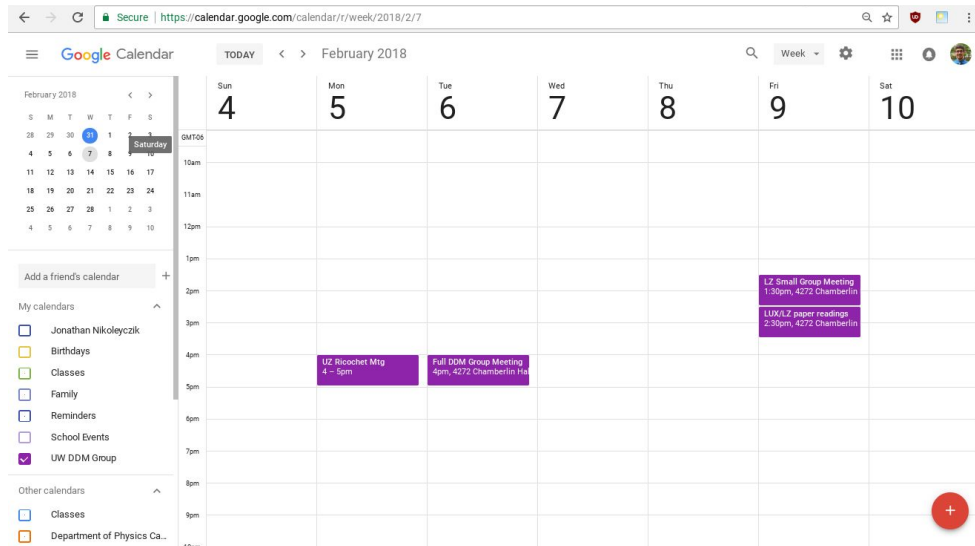 Secure | https://calendar.google.com/calendar/r/week/2018/2/7
Google Calendar
TODAY
February 2018
Week
February 2018
S M T W T F S
28 29 30 31 1 2 3
Saturday
4 5 6 7 8 9 10
11 12 13 14 15 16 17
18 19 20 21 22 23 24
25 26 27 28 1 2 3
4 5 6 7 8 9 10
Add a friend's calendar +
My calendars
Jonathan Nikoleyczik
Birthdays
Classes
Family
Reminders
School Events
UW DDM Group
Other calendars
Classes
Department of Physics Ca...
Sun Mon Tue Wed Thu Fri Sat
4 5 6 7 8 9 10
GMT-06
10am
11am
12pm
1pm
LZ Small Group Meeting
1:30pm, 4272 Chamberlin
2pm
LUX/LZ paper readings
2:30pm, 4272 Chamberlin
3pm
4pm
UZ Ricochet Mtg
4 – 5pm
Full DDM Group Meeting
4pm, 4272 Chamberlin Hal
5pm
6pm
7pm
8pm
9pm